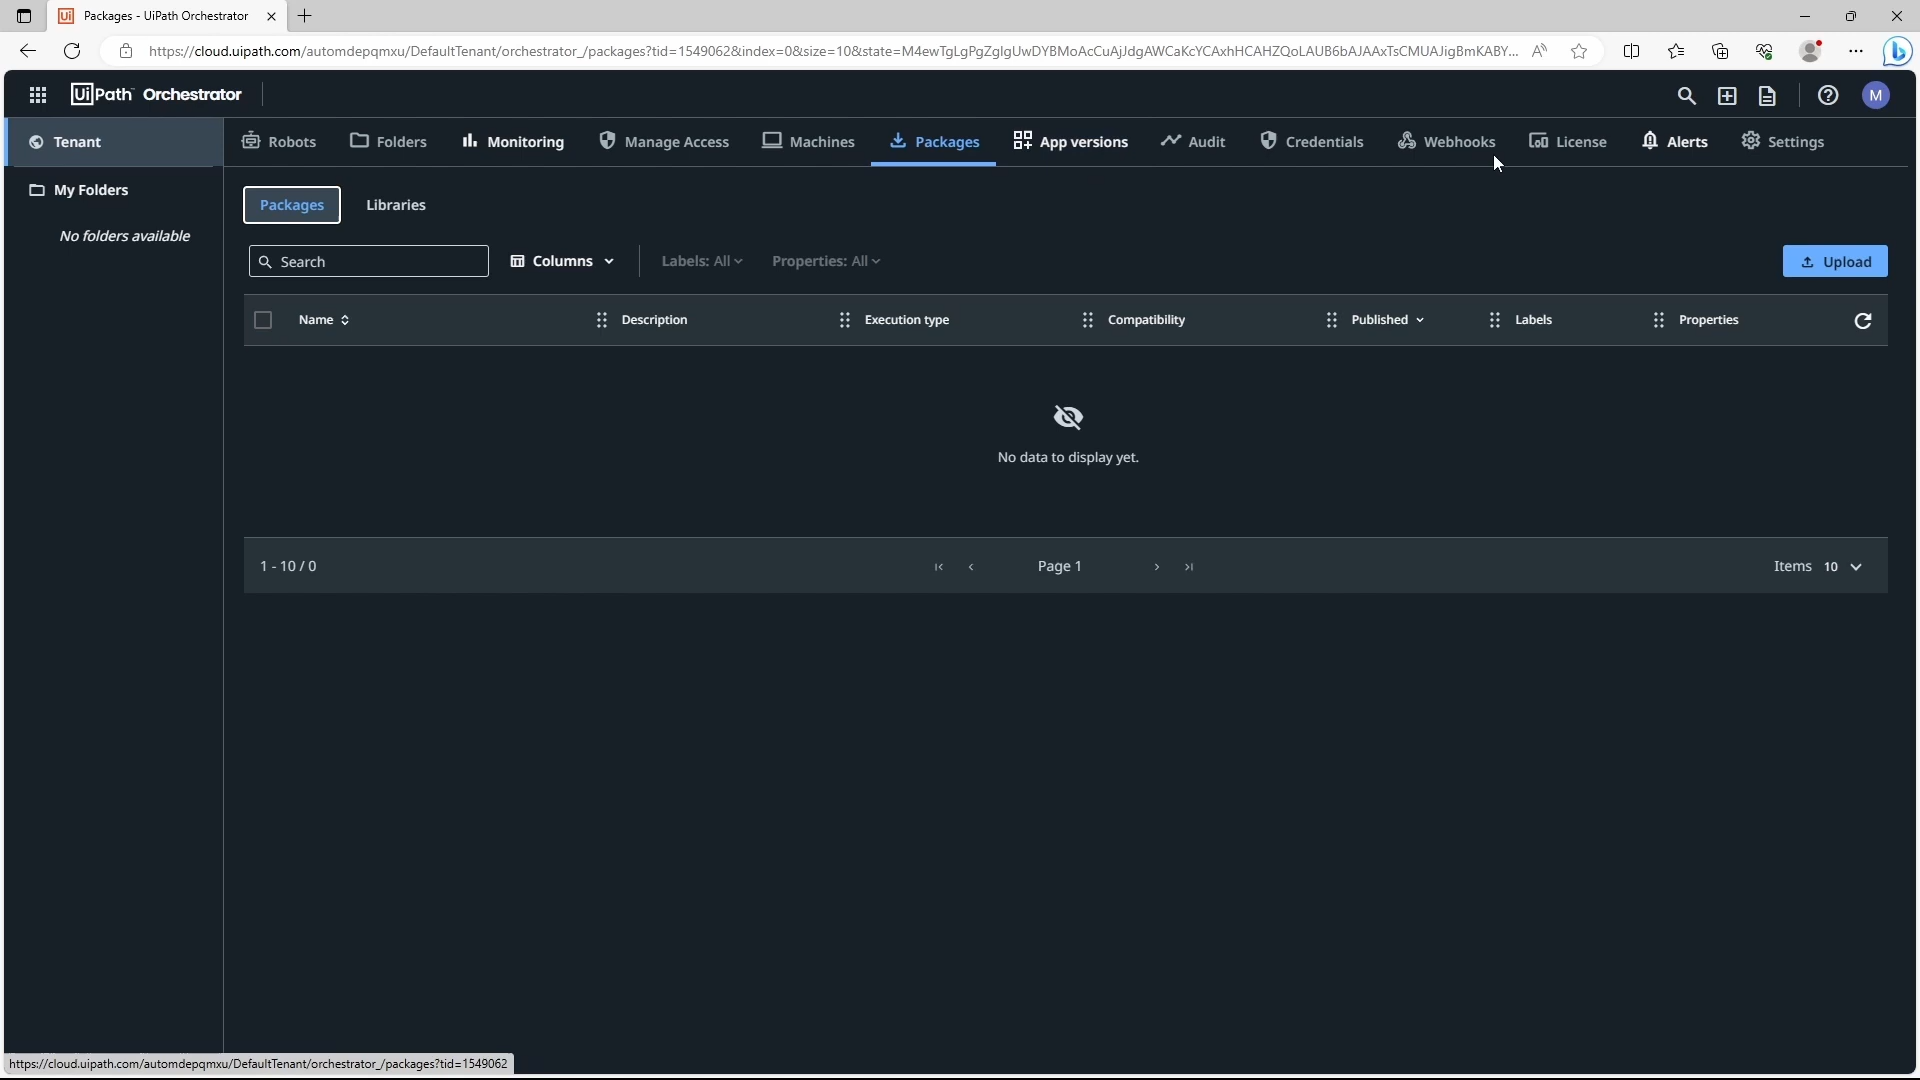 Packages - UiPath Orchestrator
https://cloud.uipath.com/automdepqmxu/DefaultTenant/orchestrator_/packages?tid=1549062&index=0&size=10&state=M4ewTgLgPgZglgUwDYBMoAcCuAjJdgAWCaKcYCAxhHCAHZQoLAUB6bAJAAxTsCMUAJigBmKABY...
UiPath Orchestrator
M
Tenant
Robots
Folders
Monitoring
Manage Access
Machines
Packages
App versions
Audit
Credentials
Webhooks
License
Alerts
Settings
My Folders
No folders available
Packages
Libraries
Search
Columns
Labels: All
Properties: All
Upload
Name
Description
Execution type
Compatibility
Published
Labels
Properties
No data to display yet.
1 - 10 / 0
Page 1
Items 10
https://cloud.uipath.com/automdepqmxu/DefaultTenant/orchestrator_/packages?tid=1549062